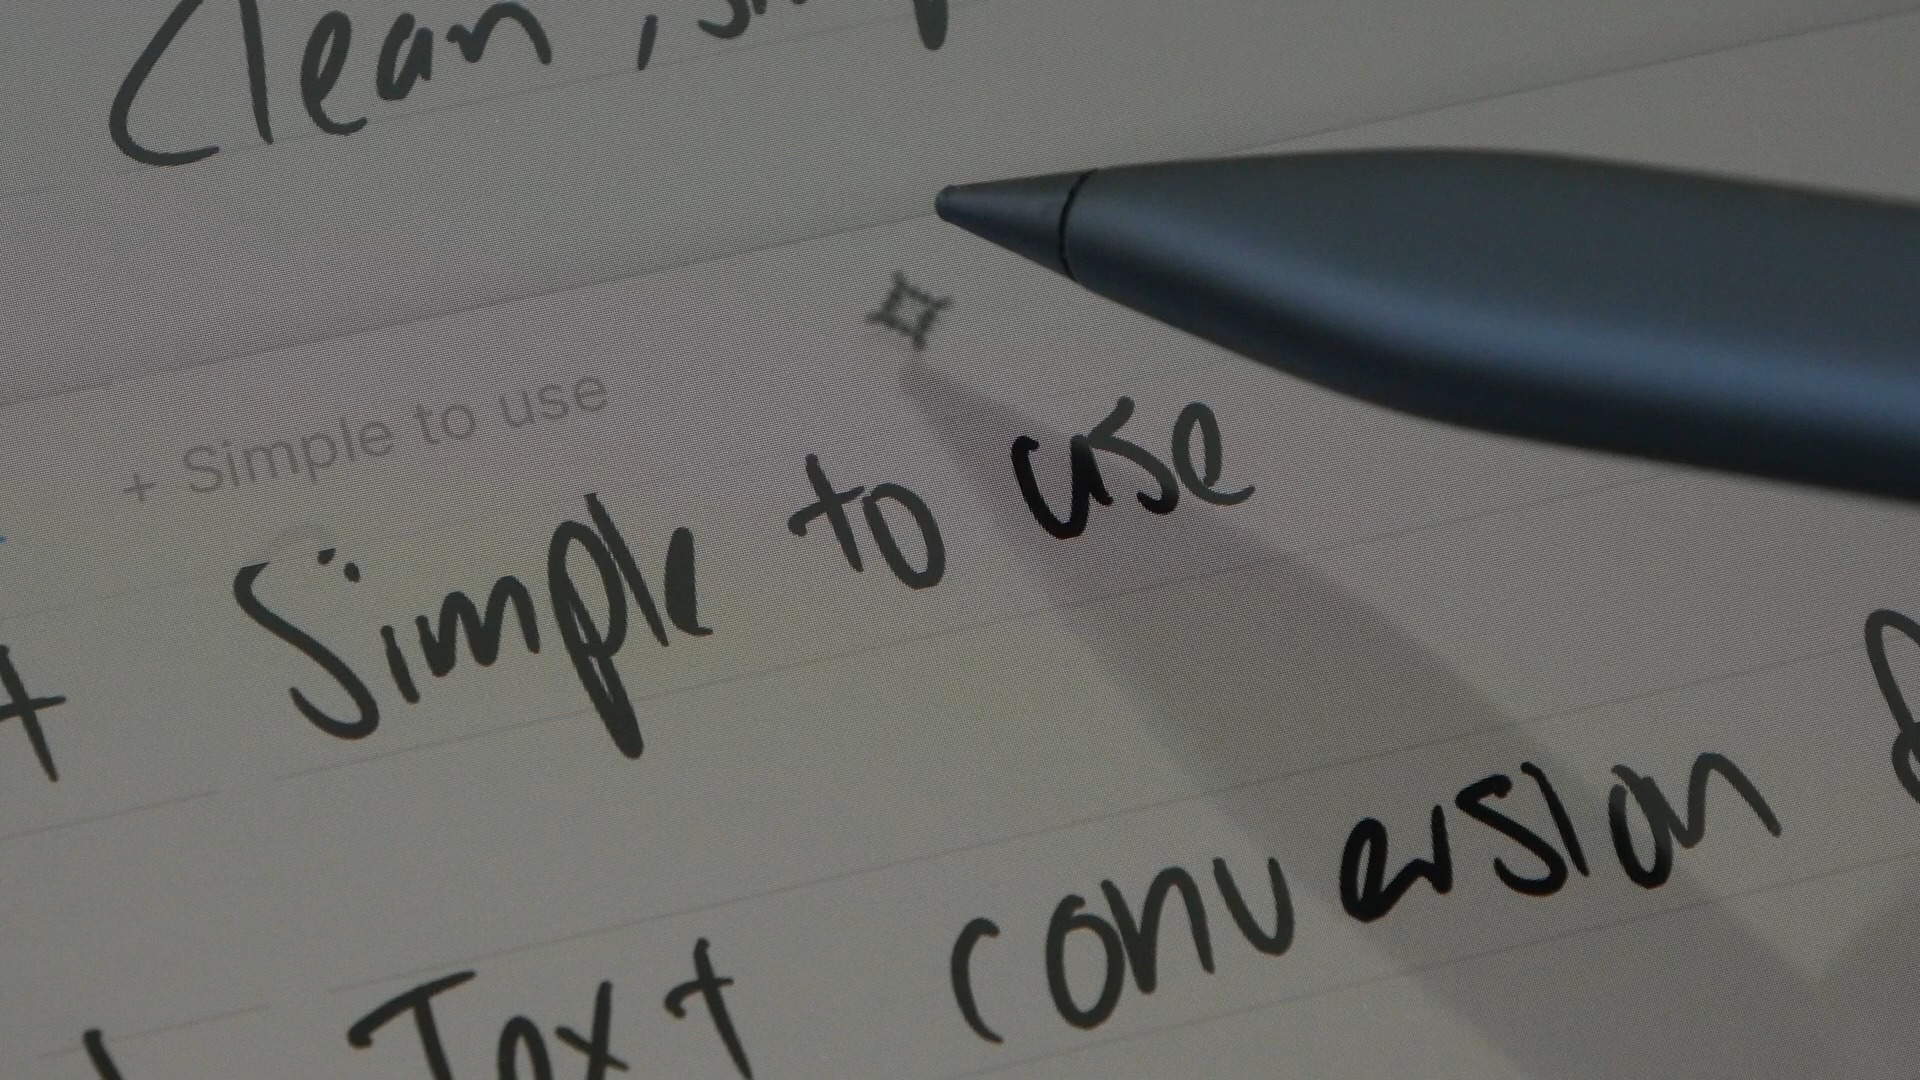 Clean,
+ Simple to use
+ Simple to use
Text conversion